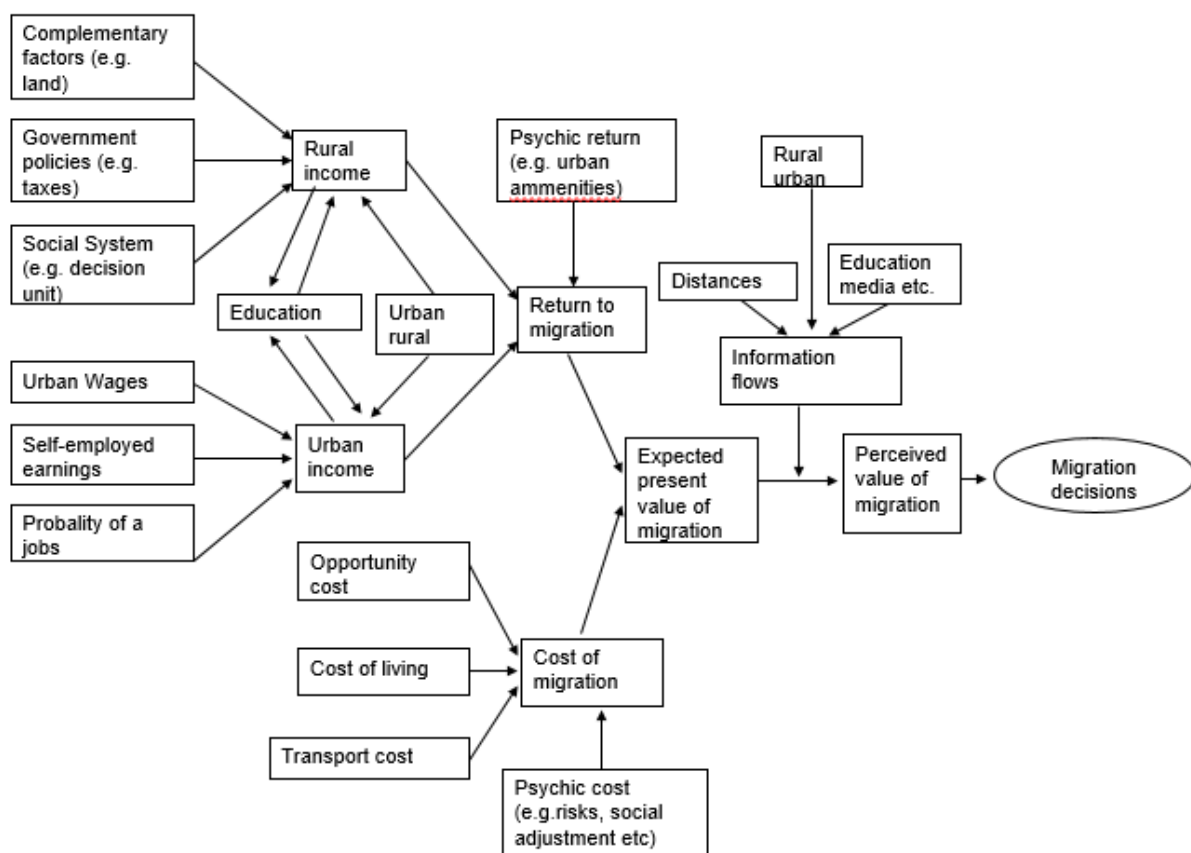 Complementary
factors (e.g.
land)
Government
policies (e.g.
taxes)
Social System
(e.g. decision
unit)
Urban Wages
Self-employed
earnings
Probality of a
jobs
Rural
income
Education
Urban
rural
Urban
income
Psychic return
(e.g. urban
ammenities)
Return to
migration
Opportunity
cost
Cost of living
Transport cost
Cost of
migration
Psychic cost
(e.g.risks, social
adjustment etc)
Expected
present
value of
migration
Rural
urban
Distances
Education
media etc.
Information
flows
Perceived
value of
migration
Migration
decisions